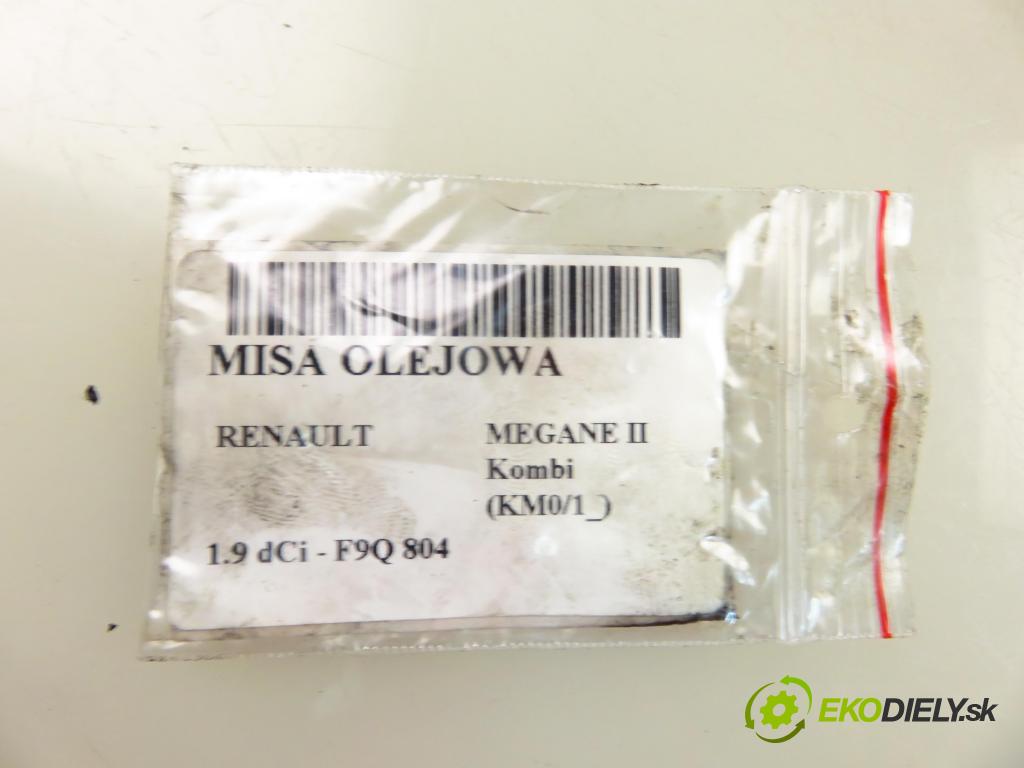 MISA OLEJOWA
RENAULT
MEGANE II
Kombi
(KM0/1_)
1.9 dCi - F9Q 804
EKODIELY.sk